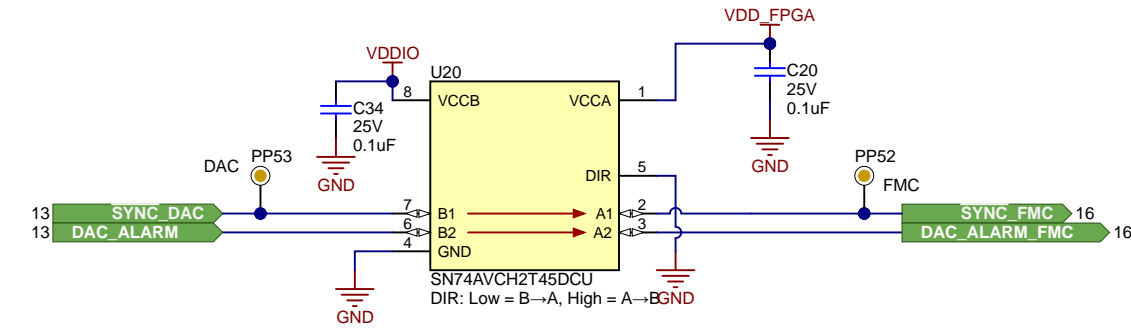 VDD_FPGA
VDDIO
U20
C20
25V
0.1uF
8
VCCB
VCCA
1
C34
25V
0.1uF
GND
GND
DAC
PP53
DIR
5
PP52
FMC
13
SYNC_DAC
7
B1
A1
2
SYNC_FMC
16
13
DAC_ALARM
6
B2
A2
3
DAC_ALARM_FMC
16
4
GND
SN74AVCH2T45DCU
DIR: Low = B→A, High = A→B
GND
GND